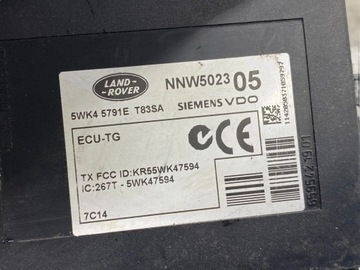 LAND
ROVER
NNW5023 05
5WK4 5791E T83SA SIEMENS VDO
ECU-TG
TX FCC ID:KR55WK47594
IC:267T - 5WK47594
7C14